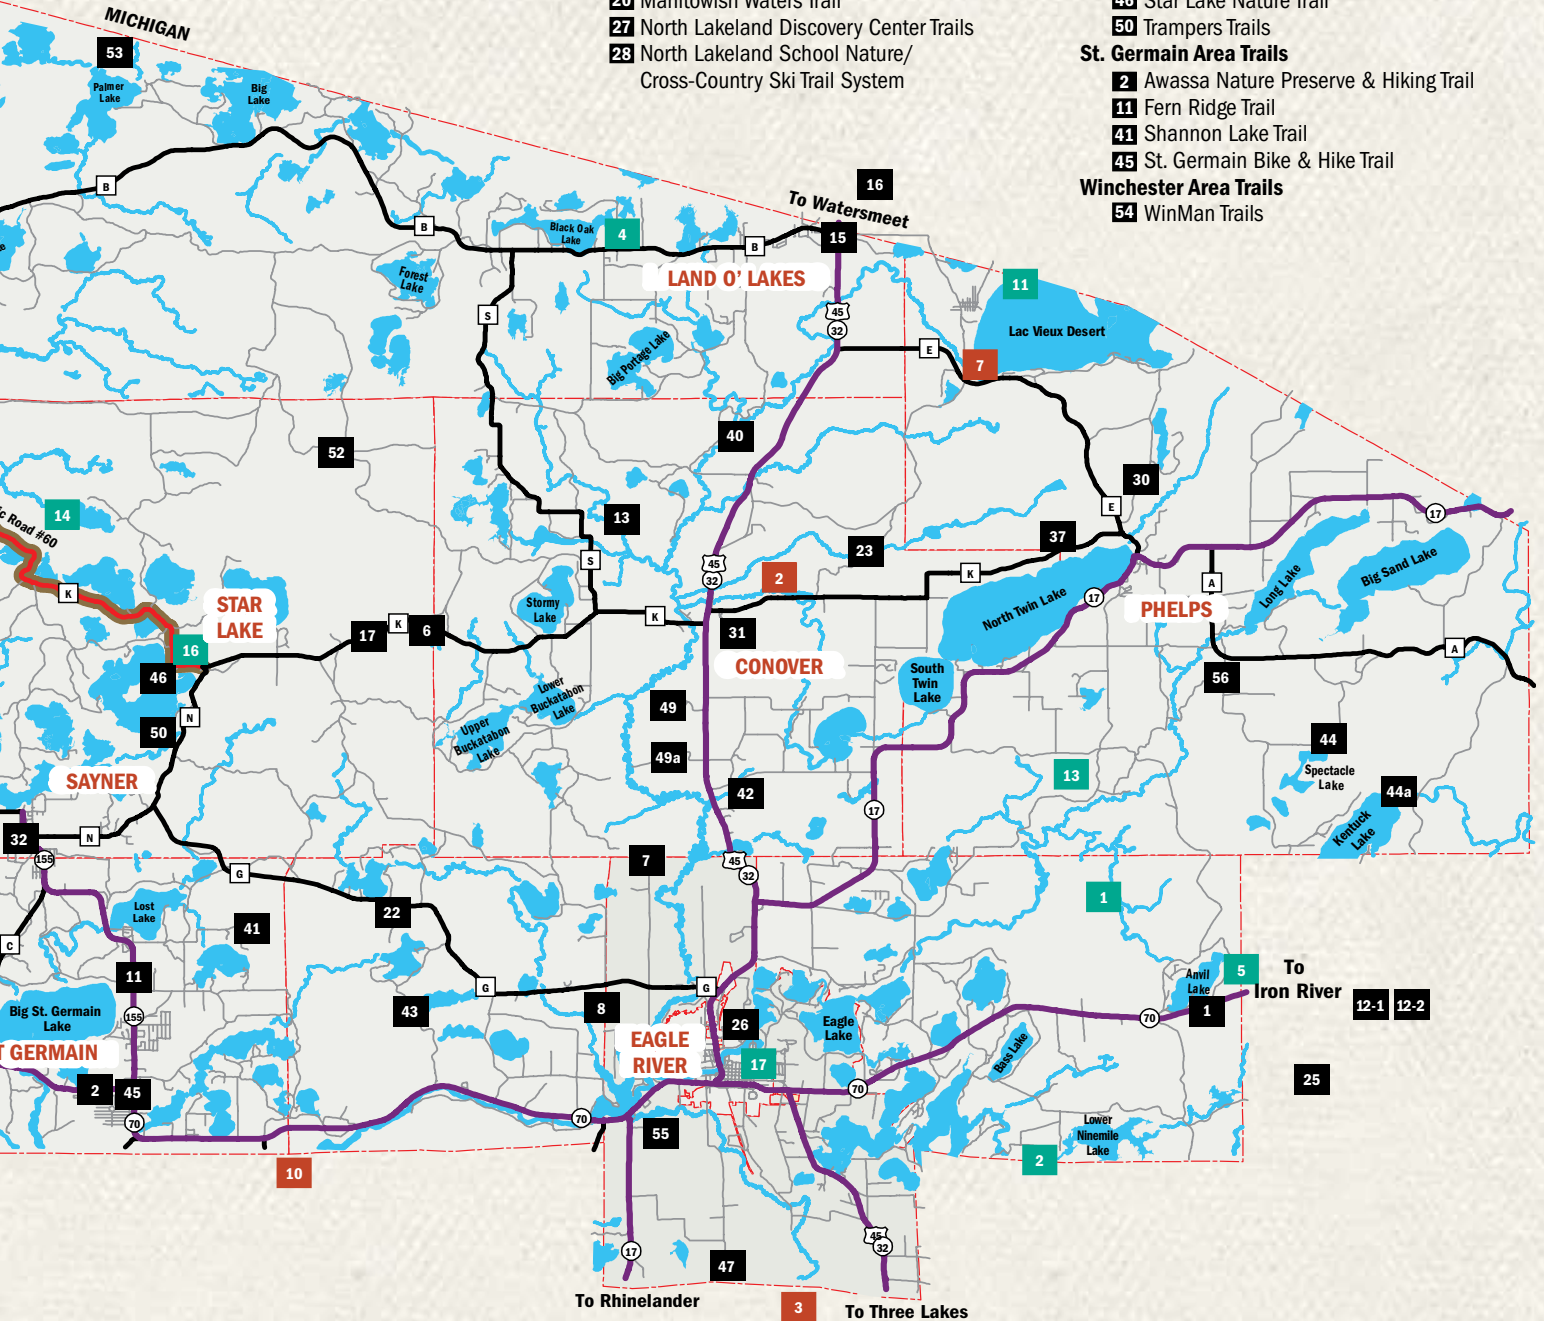 20 Manitowish Waters Trail
27 North Lakeland Discovery Center Trails
28 North Lakeland School Nature/
Cross-Country Ski Trail System
46 Star Lake Nature Trail
50 Trampers Trails
St. Germain Area Trails
2 Awassa Nature Preserve & Hiking Trail
11 Fern Ridge Trail
41 Shannon Lake Trail
45 St. Germain Bike & Hike Trail
Winchester Area Trails
54 WinMan Trails
MICHIGAN
53
Palmer
Lake
Big
Lake
B
16
To Watersmeet
B
Black Oak
Lake
4
B
15
LAND O' LAKES
Forest
Lake
11
S
45
32
Lac Vieux Desert
Big Portage Lake
E
7
40
52
30
E
14
ic Road #60
13
17
37
23
S
45
32
2
K
Big Sand Lake
Long Lake
A
K
STAR
LAKE
Stormy
Lake
North Twin Lake
17
PHELPS
K
K
17
6
31
16
CONOVER
A
46
South
Twin
Lake
56
Lower
Buckatabon
Lake
49
N
50
Upper
Buckatabon
Lake
44
49a
Spectacle
Lake
SAYNER
13
42
44a
17
Kentuck
Lake
32
N
155
7
45
32
G
1
Lost
Lake
22
41
C
11
5
To
Iron River
Anvil
Lake
G
G
12-1
12-2
Big St. Germain
Lake
155
43
8
1
70
26
Eagle
Lake
EAGLE
RIVER
Bass Lake
T GERMAIN
17
25
2
45
70
70
70
55
Lower
Ninemile
Lake
2
10
17
45
32
47
To Rhinelander
3
To Three Lakes